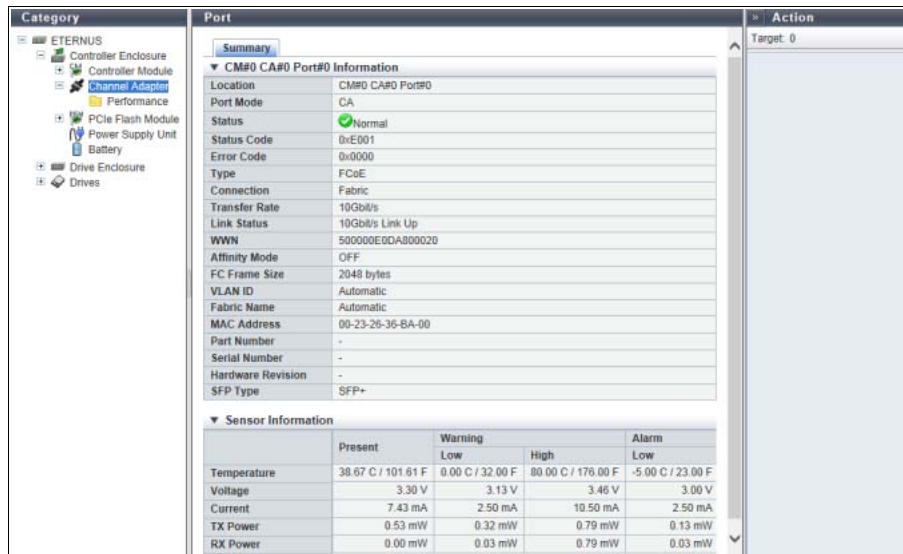 Category
ETERNUS
Controller Enclosure
Controller Module
Channel Adapter
Performance
PCIe Flash Module
Power Supply Unit
Battery
Drive Enclosure
Drives
Port
Summary
CM#0 CA#0 Port#0 Information
Location CM#0 CA#0 Port#0
Port Mode CA
Status Normal
Status Code 0xE001
Error Code 0x0000
Type FCoE
Connection Fabric
Transfer Rate 10Gbit/s
Link Status 10Gbit/s Link Up
WWN 500000E0DA800020
Affinity Mode OFF
FC Frame Size 2048 bytes
VLAN ID Automatic
Fabric Name Automatic
MAC Address 00-23-26-36-BA-00
Part Number -
Serial Number -
Hardware Revision -
SFP Type SFP+
Sensor Information
Present Warning Alarm
Low High Low
Temperature 38.67 C / 101.61 F 0.00 C / 32.00 F 80.00 C / 176.00 F -5.00 C / 23.00 F
Voltage 3.30 V 3.13 V 3.46 V 3.00 V
Current 7.43 mA 2.50 mA 10.50 mA 2.50 mA
TX Power 0.53 mW 0.32 mW 0.79 mW 0.13 mW
RX Power 0.00 mW 0.03 mW 0.79 mW 0.03 mW
» Action
Target: 0